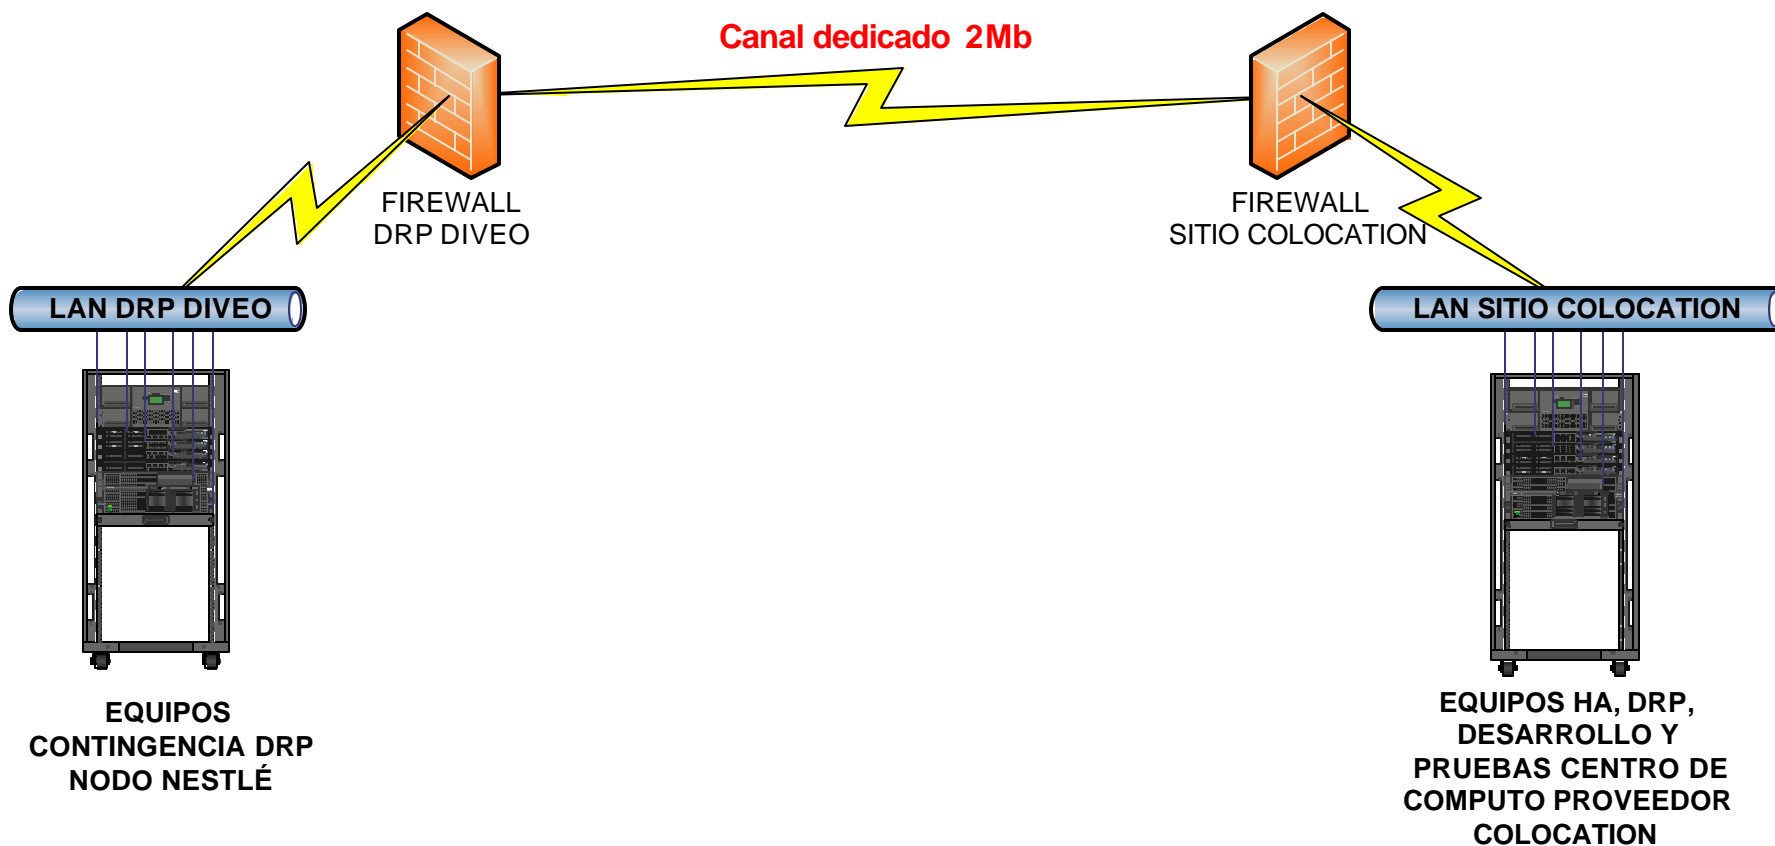 Canal dedicado 2Mb
FIREWALL
DRP DIVEO
FIREWALL
SITIO COLOCATION
LAN DRP DIVEO
LAN SITIO COLOCATION
EQUIPOS
CONTINGENCIA DRP
NODO NESTLÉ
EQUIPOS HA, DRP,
DESARROLLO Y
PRUEBAS CENTRO DE
COMPUTO PROVEEDOR
COLOCATION